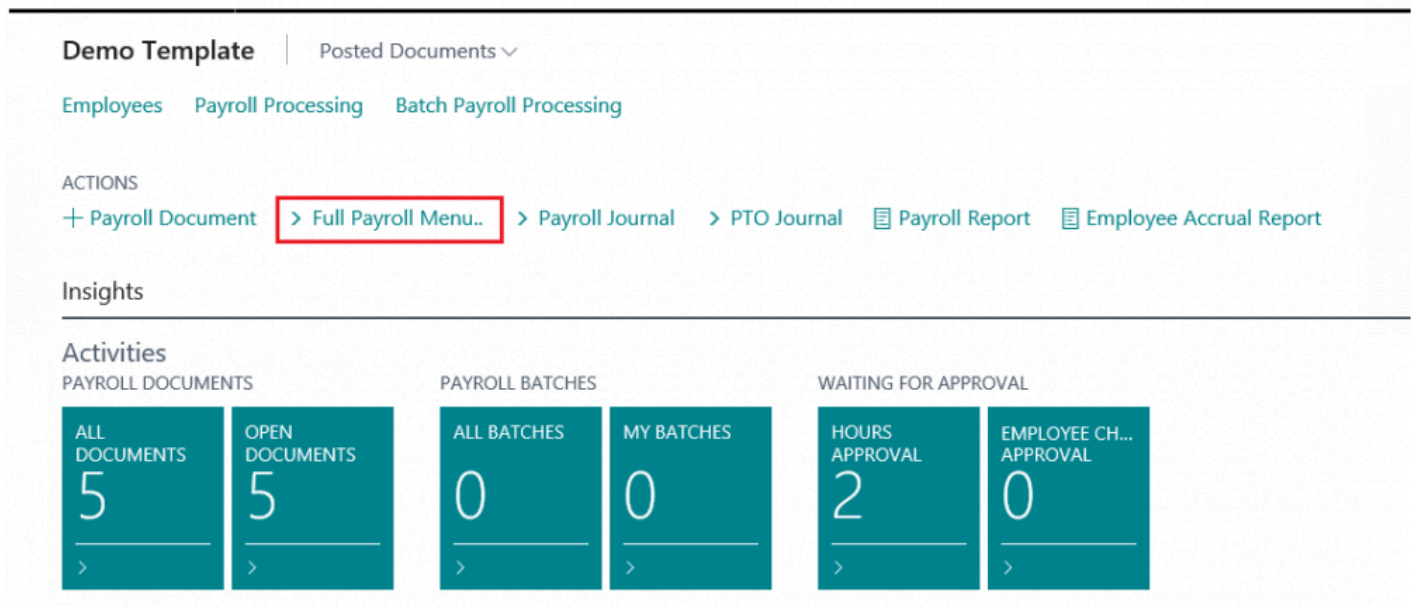 Demo Template Posted Documents
Employees Payroll Processing Batch Payroll Processing
ACTIONS
+ Payroll Document > Full Payroll Menu.. > Payroll Journal > PTO Journal Payroll Report Employee Accrual Report
Insights
Activities
PAYROLL DOCUMENTS PAYROLL BATCHES WAITING FOR APPROVAL
ALL DOCUMENTS
5
>
OPEN DOCUMENTS
5
>
ALL BATCHES
0
>
MY BATCHES
0
>
HOURS APPROVAL
2
>
EMPLOYEE CH... APPROVAL
0
>